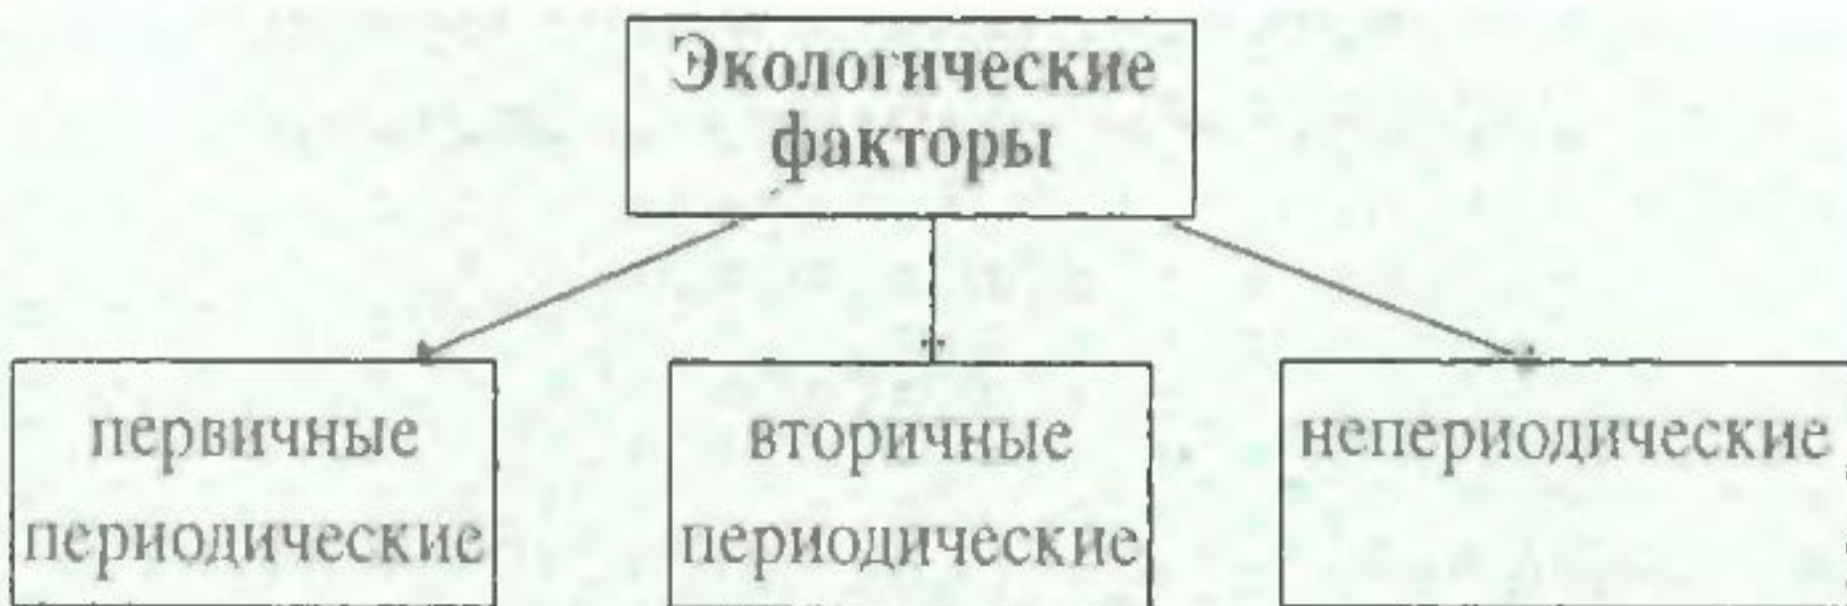 Экологические
факторы
первичные
периодические
вторичные
периодические
непериодические